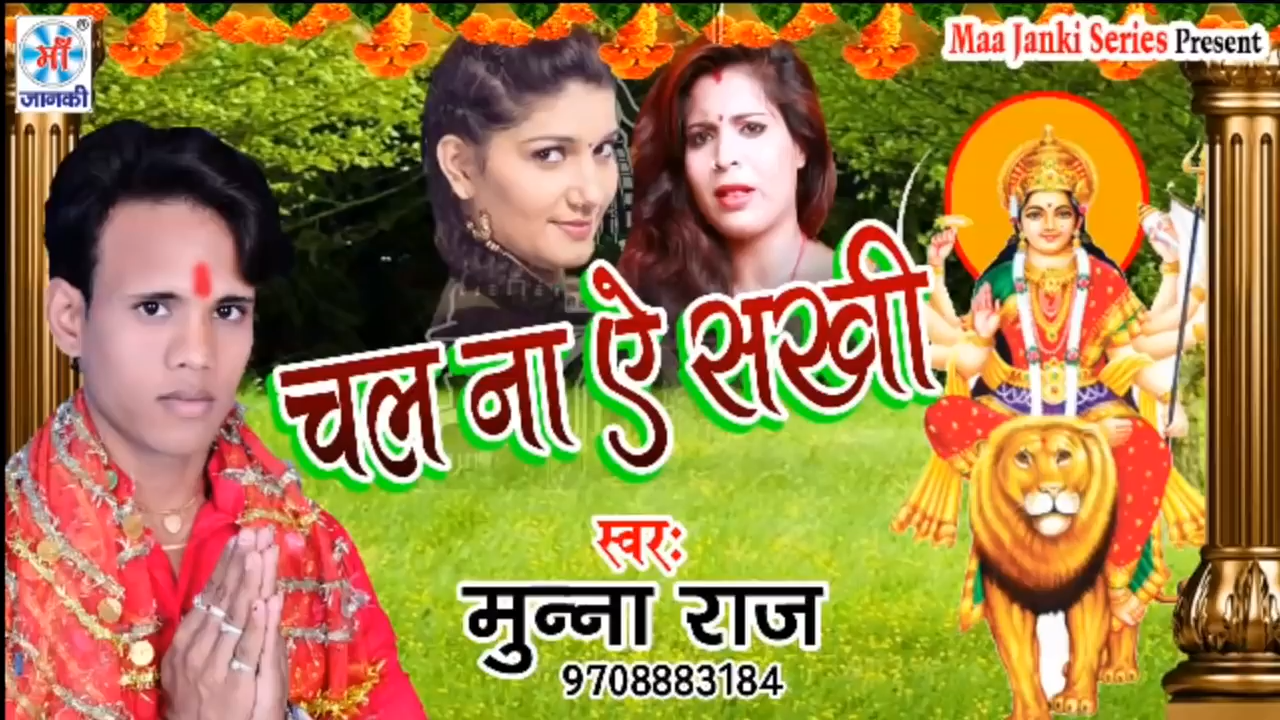 माँ
जानकी
Maa Janki Series Present
चल ना ऐ सखी
स्वरः
मुन्ना राज
9708883184